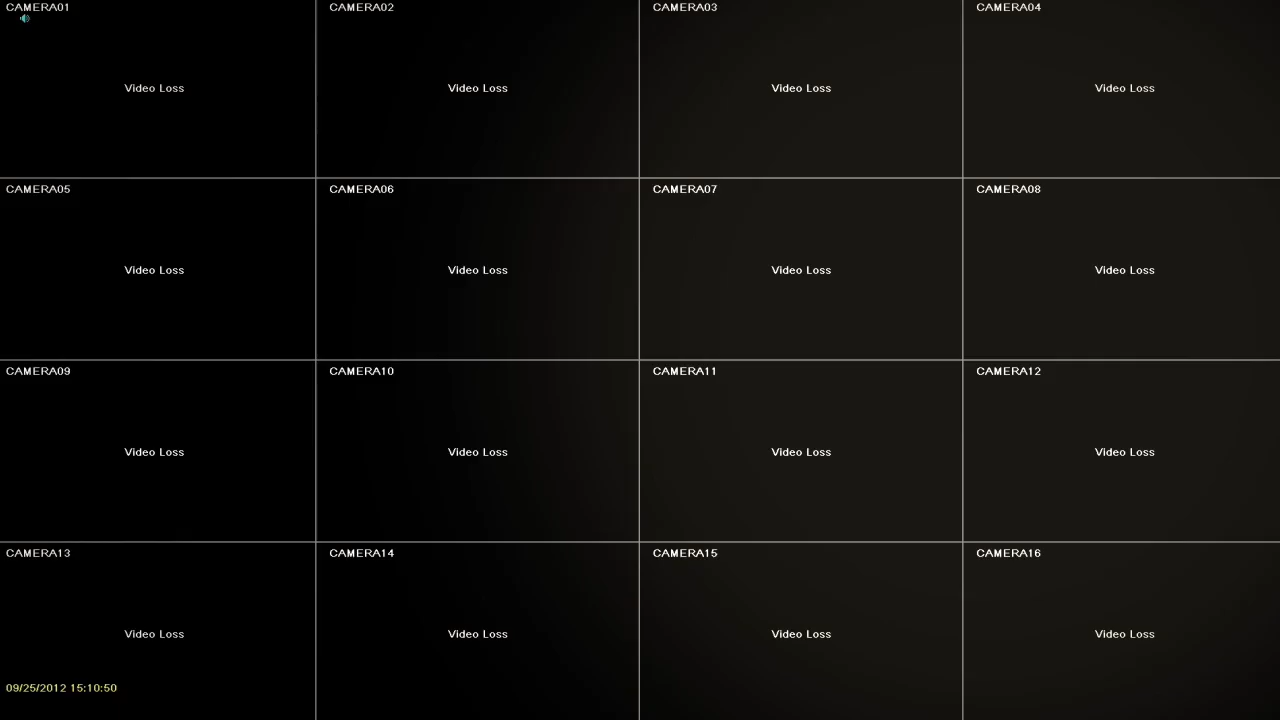 CAMERA01 CAMERA02 CAMERA03 CAMERA04
Video Loss Video Loss Video Loss Video Loss
CAMERA05 CAMERA06 CAMERA07 CAMERA08
Video Loss Video Loss Video Loss Video Loss
CAMERA09 CAMERA10 CAMERA11 CAMERA12
Video Loss Video Loss Video Loss Video Loss
CAMERA13 CAMERA14 CAMERA15 CAMERA16
Video Loss Video Loss Video Loss Video Loss
09/25/2012 15:10:50